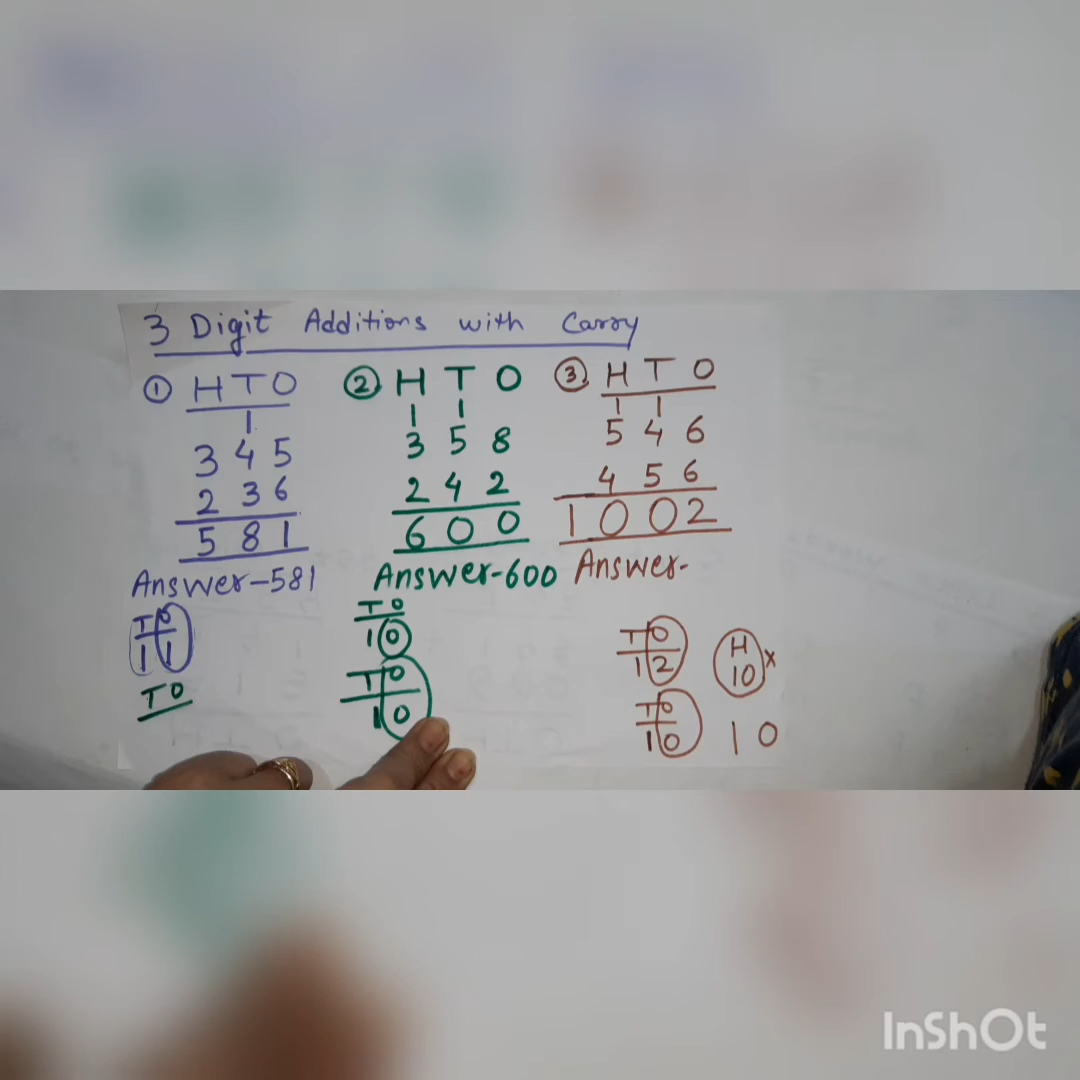 3 Digit Additions with Carry
① H T O
1
3 4 5
2 3 6
5 8 1
Answer-581
T O
1 1
T O
② H T O
1 1
3 5 8
2 4 2
6 0 0
Answer-600
T O
1 0
T O
1 0
③ H T O
1 1
5 4 6
4 5 6
1 0 0 2
Answer-
T O
1 2
H
10 x
T O
1 0
1 0
InShOt